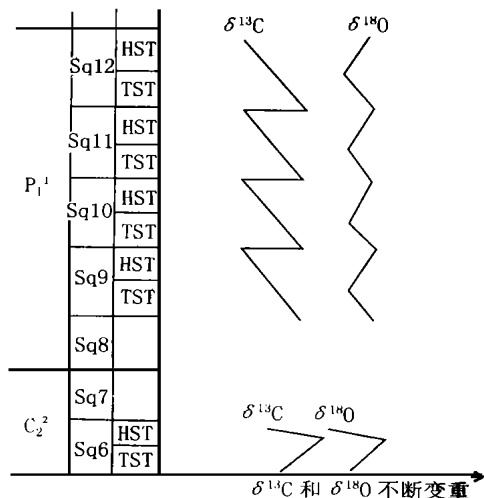 δ¹³C δ¹⁸O
Sq12 HST
TST
Sq11 HST
TST
P₁¹
Sq10 HST
TST
Sq9 HST
TST
Sq8
Sq7
C₂² δ¹³C δ¹⁸O
Sq6 HST
TST
δ¹³C 和 δ¹⁸O 不断变重